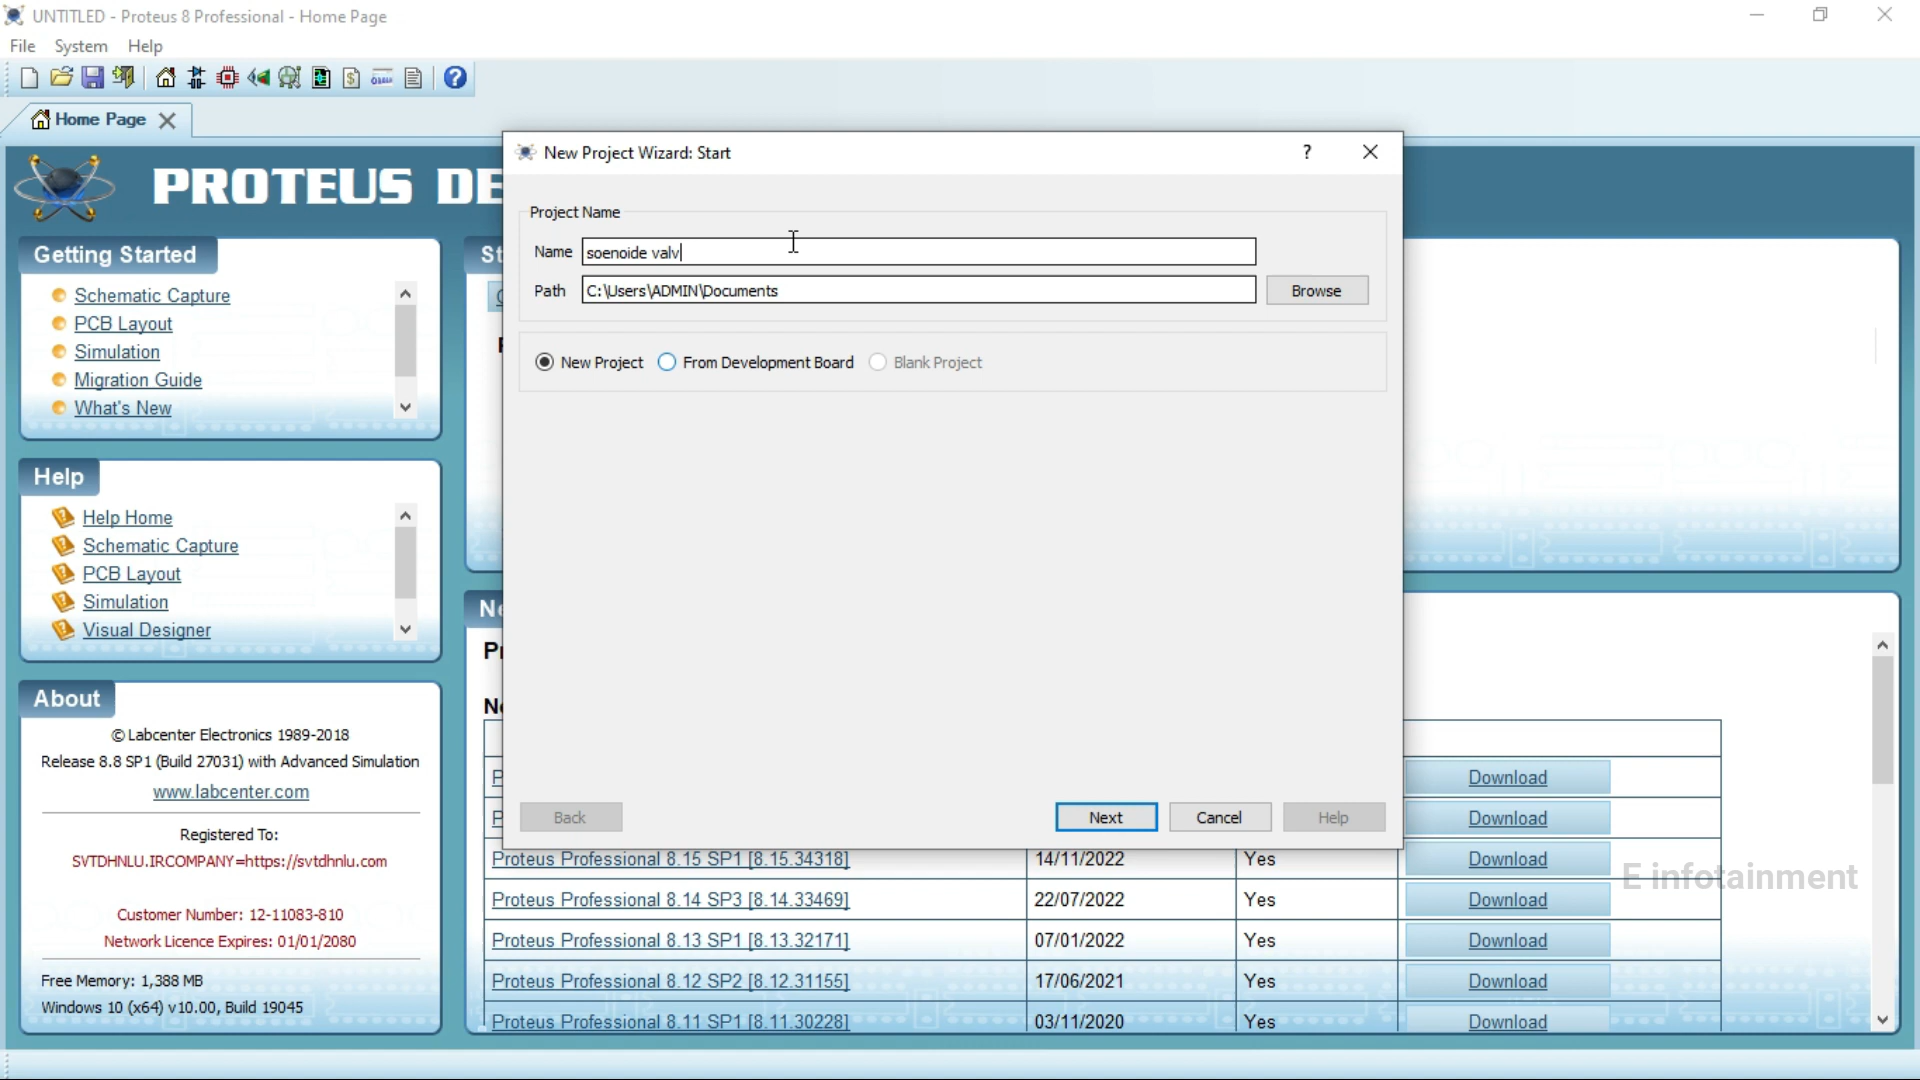 UNTITLED - Proteus 8 Professional - Home Page
File System Help
Home Page
PROTEUS DE
New Project Wizard: Start
?
Project Name
Name soenoide valv
Path C:\Users\ADMIN\Documents Browse
New Project From Development Board Blank Project
Back Next Cancel Help
Getting Started
Schematic Capture
PCB Layout
Simulation
Migration Guide
What's New
Help
Help Home
Schematic Capture
PCB Layout
Simulation
Visual Designer
About
© Labcenter Electronics 1989-2018
Release 8.8 SP1 (Build 27031) with Advanced Simulation
www.labcenter.com
Registered To:
SVTDHNLU.IRCOMPANY=https://svtdhnlu.com
Customer Number: 12-11083-810
Network Licence Expires: 01/01/2080
Free Memory: 1,388 MB
Windows 10 (x64) v10.00, Build 19045
St
Ne
Download
Download
Proteus Professional 8.15 SP1 [8.15.34318] 14/11/2022 Yes Download
Proteus Professional 8.14 SP3 [8.14.33469] 22/07/2022 Yes Download
Proteus Professional 8.13 SP1 [8.13.32171] 07/01/2022 Yes Download
Proteus Professional 8.12 SP2 [8.12.31155] 17/06/2021 Yes Download
Proteus Professional 8.11 SP1 [8.11.30228] 03/11/2020 Yes Download
E infotainment